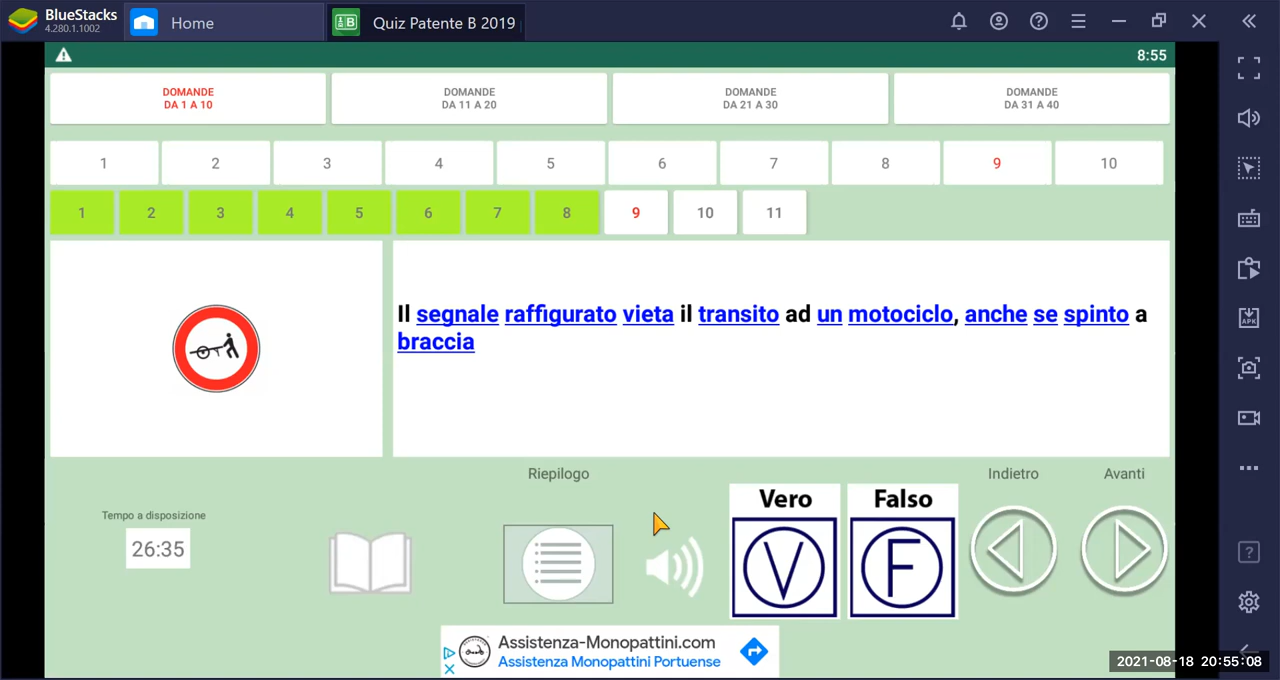 BlueStacks
4.280.1.1002
Home
Quiz Patente B 2019
8:55
DOMANDE
DA 1 A 10
DOMANDE
DA 11 A 20
DOMANDE
DA 21 A 30
DOMANDE
DA 31 A 40
1 2 3 4 5 6 7 8 9 10
1 2 3 4 5 6 7 8 9 10 11
Il segnale raffigurato vieta il transito ad un motociclo, anche se spinto a
braccia
Riepilogo
Indietro
Avanti
Tempo a disposizione
26:35
Vero
V
Falso
F
Assistenza-Monopattini.com
Assistenza Monopattini Portuense
2021-08-18 20:55:08
APK